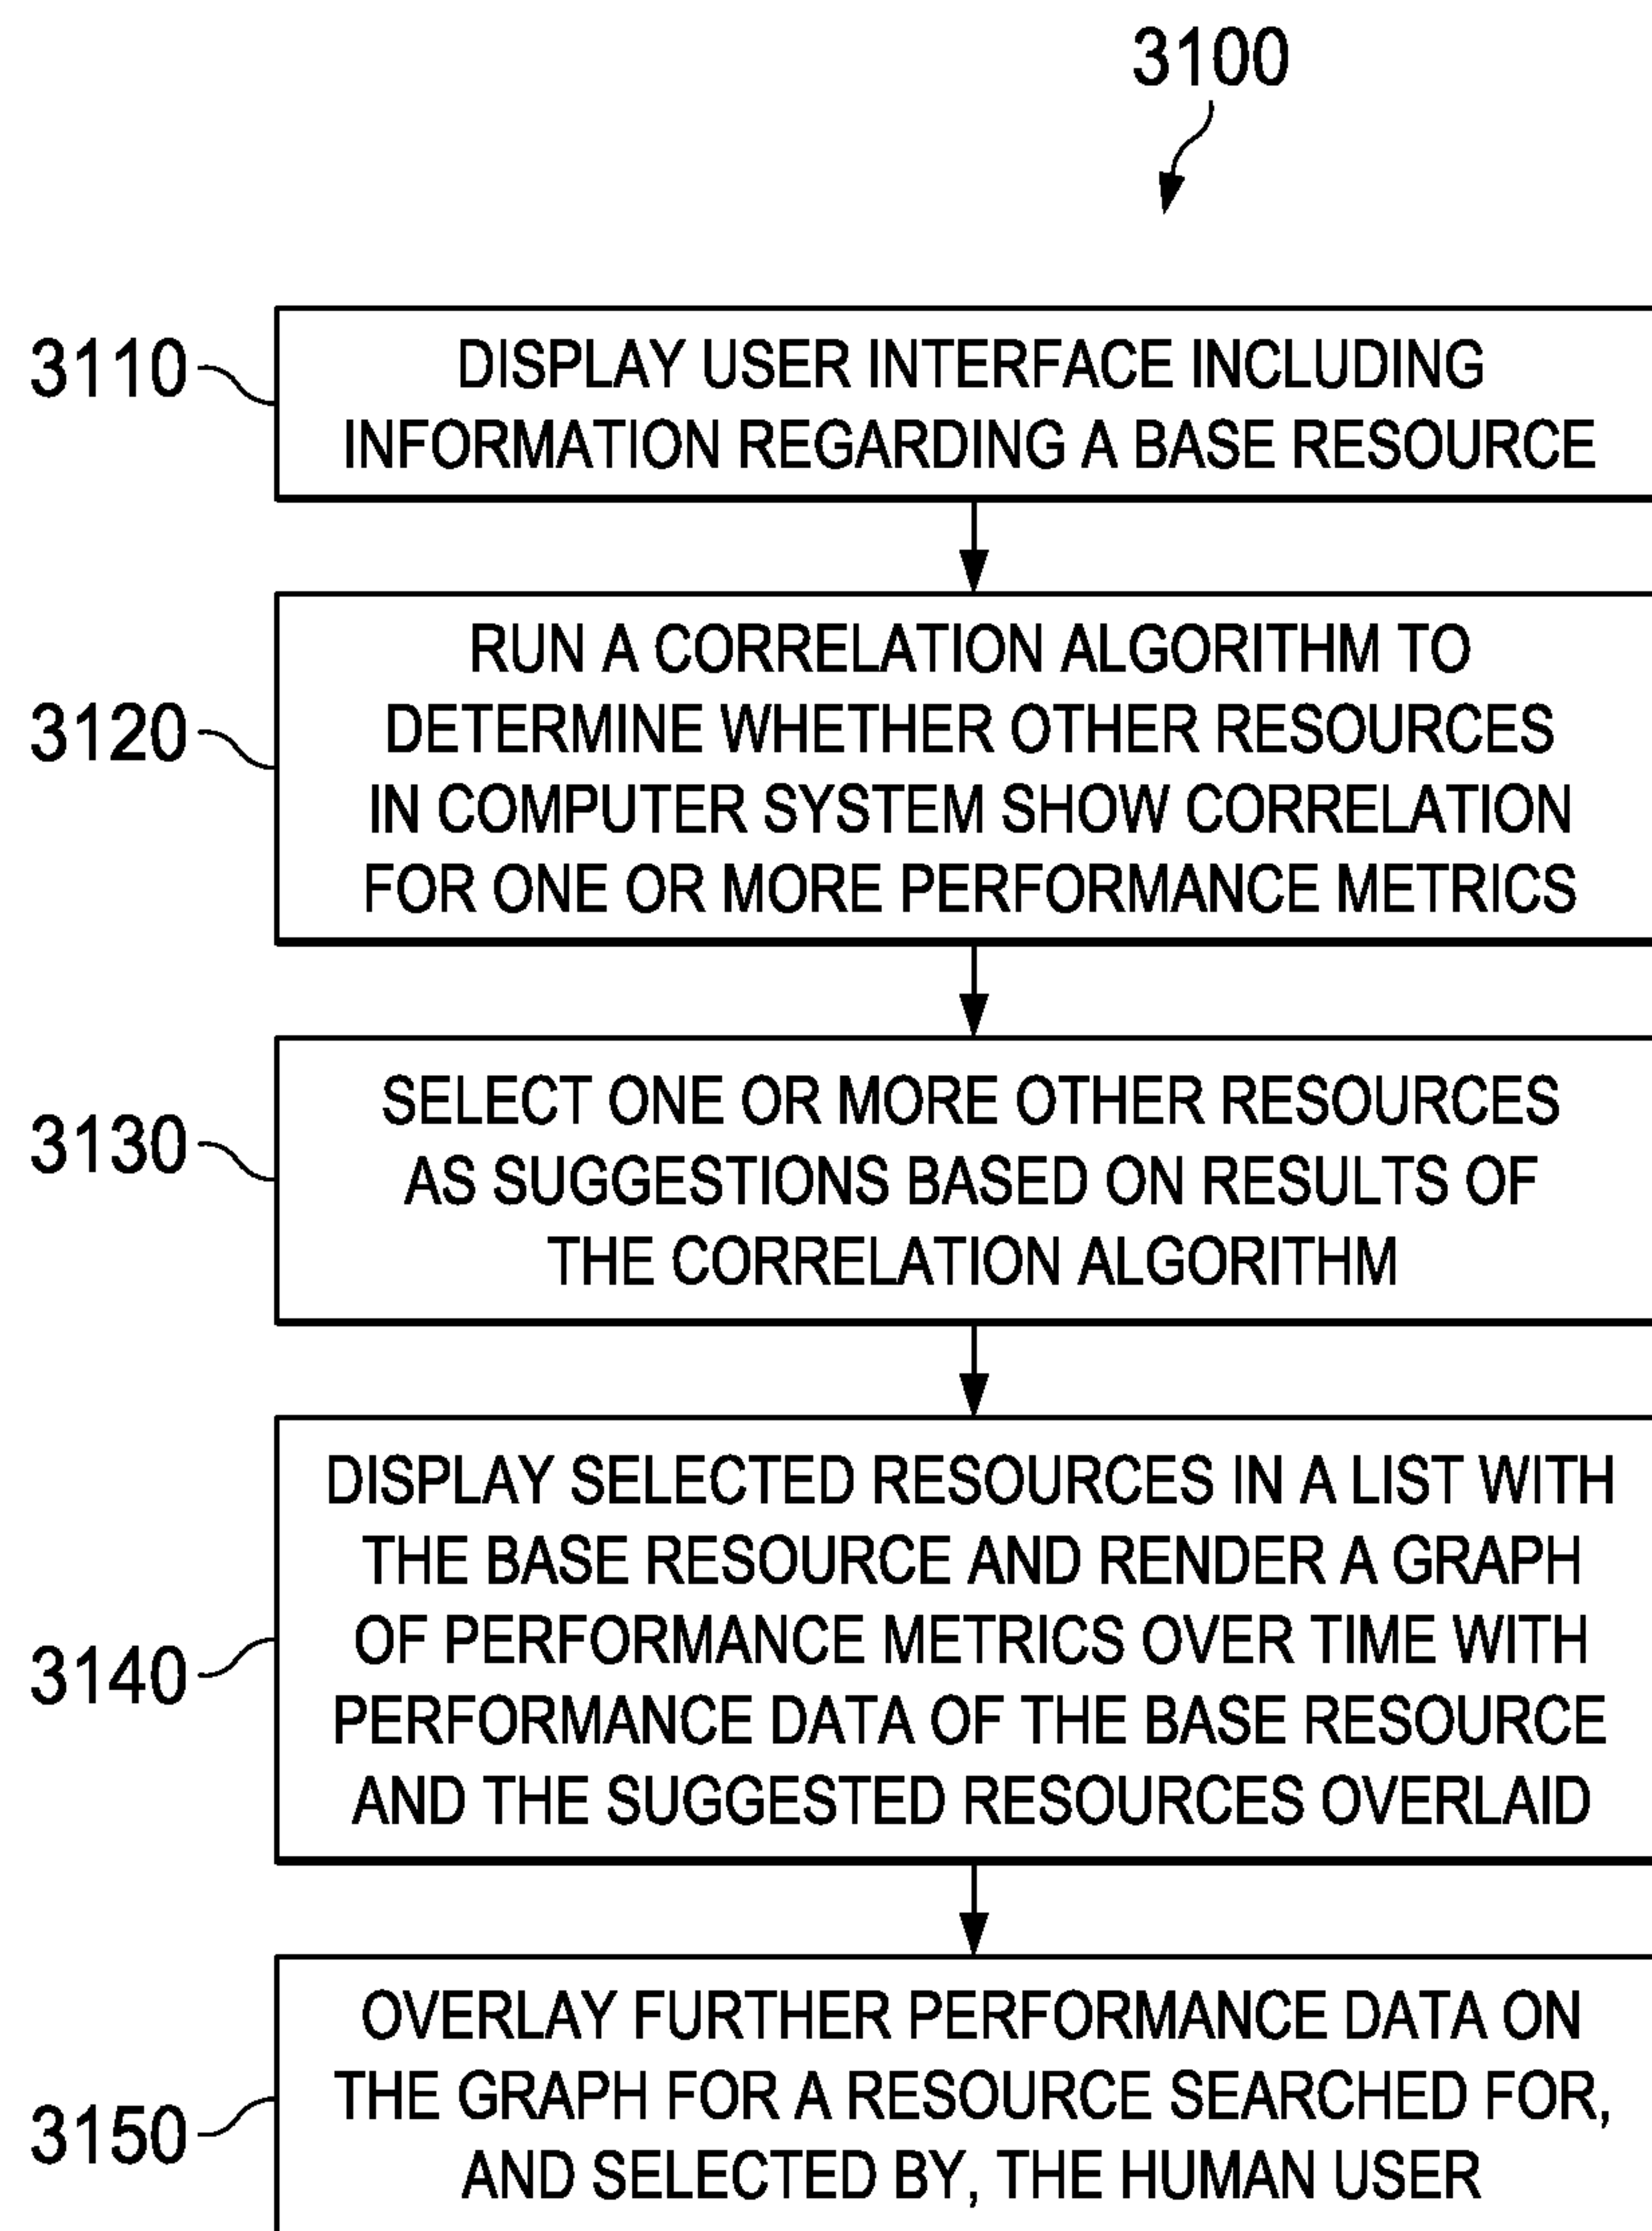 3100
3110
DISPLAY USER INTERFACE INCLUDING
INFORMATION REGARDING A BASE RESOURCE
3120
RUN A CORRELATION ALGORITHM TO
DETERMINE WHETHER OTHER RESOURCES
IN COMPUTER SYSTEM SHOW CORRELATION
FOR ONE OR MORE PERFORMANCE METRICS
3130
SELECT ONE OR MORE OTHER RESOURCES
AS SUGGESTIONS BASED ON RESULTS OF
THE CORRELATION ALGORITHM
3140
DISPLAY SELECTED RESOURCES IN A LIST WITH
THE BASE RESOURCE AND RENDER A GRAPH
OF PERFORMANCE METRICS OVER TIME WITH
PERFORMANCE DATA OF THE BASE RESOURCE
AND THE SUGGESTED RESOURCES OVERLAID
3150
OVERLAY FURTHER PERFORMANCE DATA ON
THE GRAPH FOR A RESOURCE SEARCHED FOR,
AND SELECTED BY, THE HUMAN USER